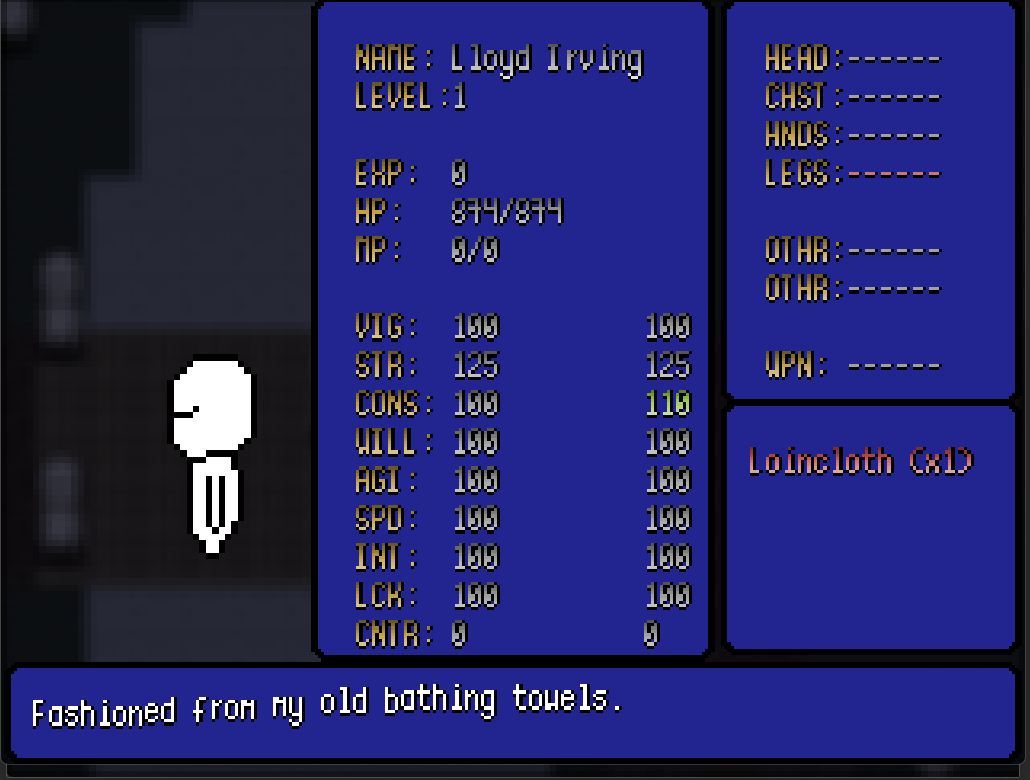 NAME: Lloyd Irving
LEVEL:1
EXP: 0
HP: 874/874
MP: 0/0
VIG: 100 100
STR: 125 125
CONS: 100 110
WILL: 100 100
AGI: 100 100
SPD: 100 100
INT: 100 100
LCK: 100 100
CNTR: 0 0
HEAD:------
CHST:------
HNDS:------
LEGS:------
OTHR:------
OTHR:------
WPN: ------
Loincloth (x1)
Fashioned from my old bathing towels.